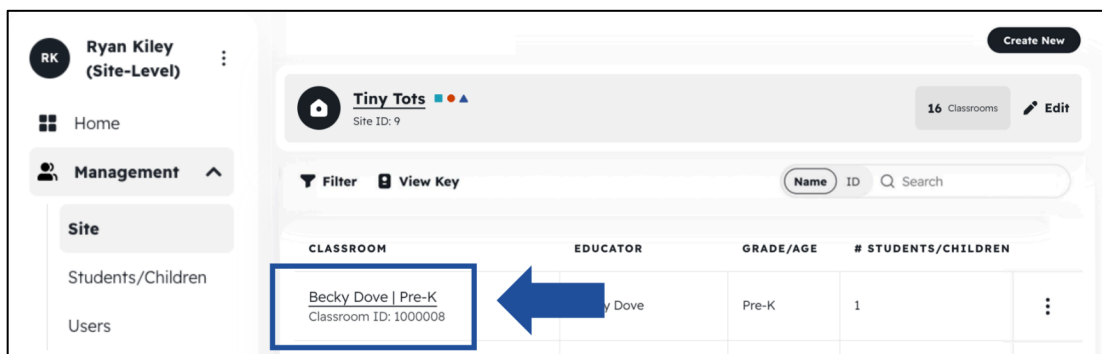 RK
Ryan Kiley
(Site-Level)
Home
Management
Site
Students/Children
Users
Create New
Tiny Tots
Site ID: 9
16 Classrooms
Edit
Filter
View Key
Name
ID
Search
CLASSROOM EDUCATOR GRADE/AGE # STUDENTS/CHILDREN
Becky Dove | Pre-K
Classroom ID: 1000008
Dove
Pre-K
1